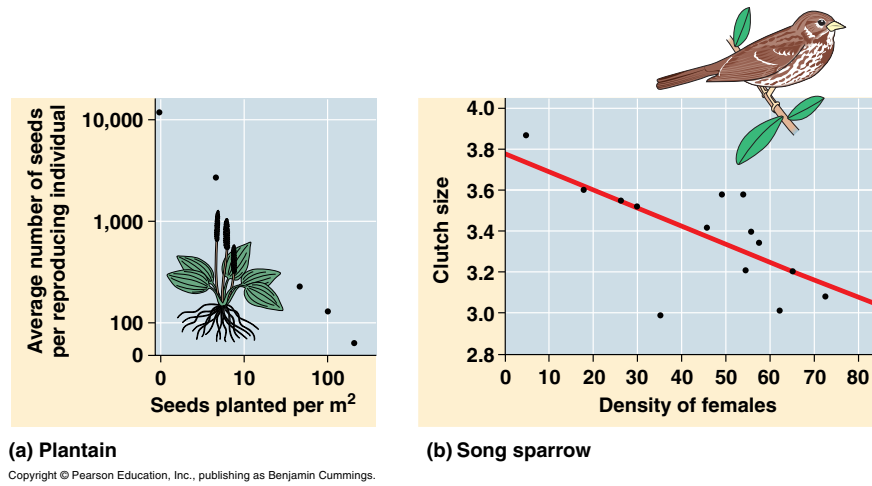 Average number of seeds
per reproducing individual
10,000
1,000
100
0
0 10 100
Seeds planted per m²
(a) Plantain
Clutch size
4.0
3.8
3.6
3.4
3.2
3.0
2.8
0 10 20 30 40 50 60 70 80
Density of females
(b) Song sparrow
Copyright © Pearson Education, Inc., publishing as Benjamin Cummings.